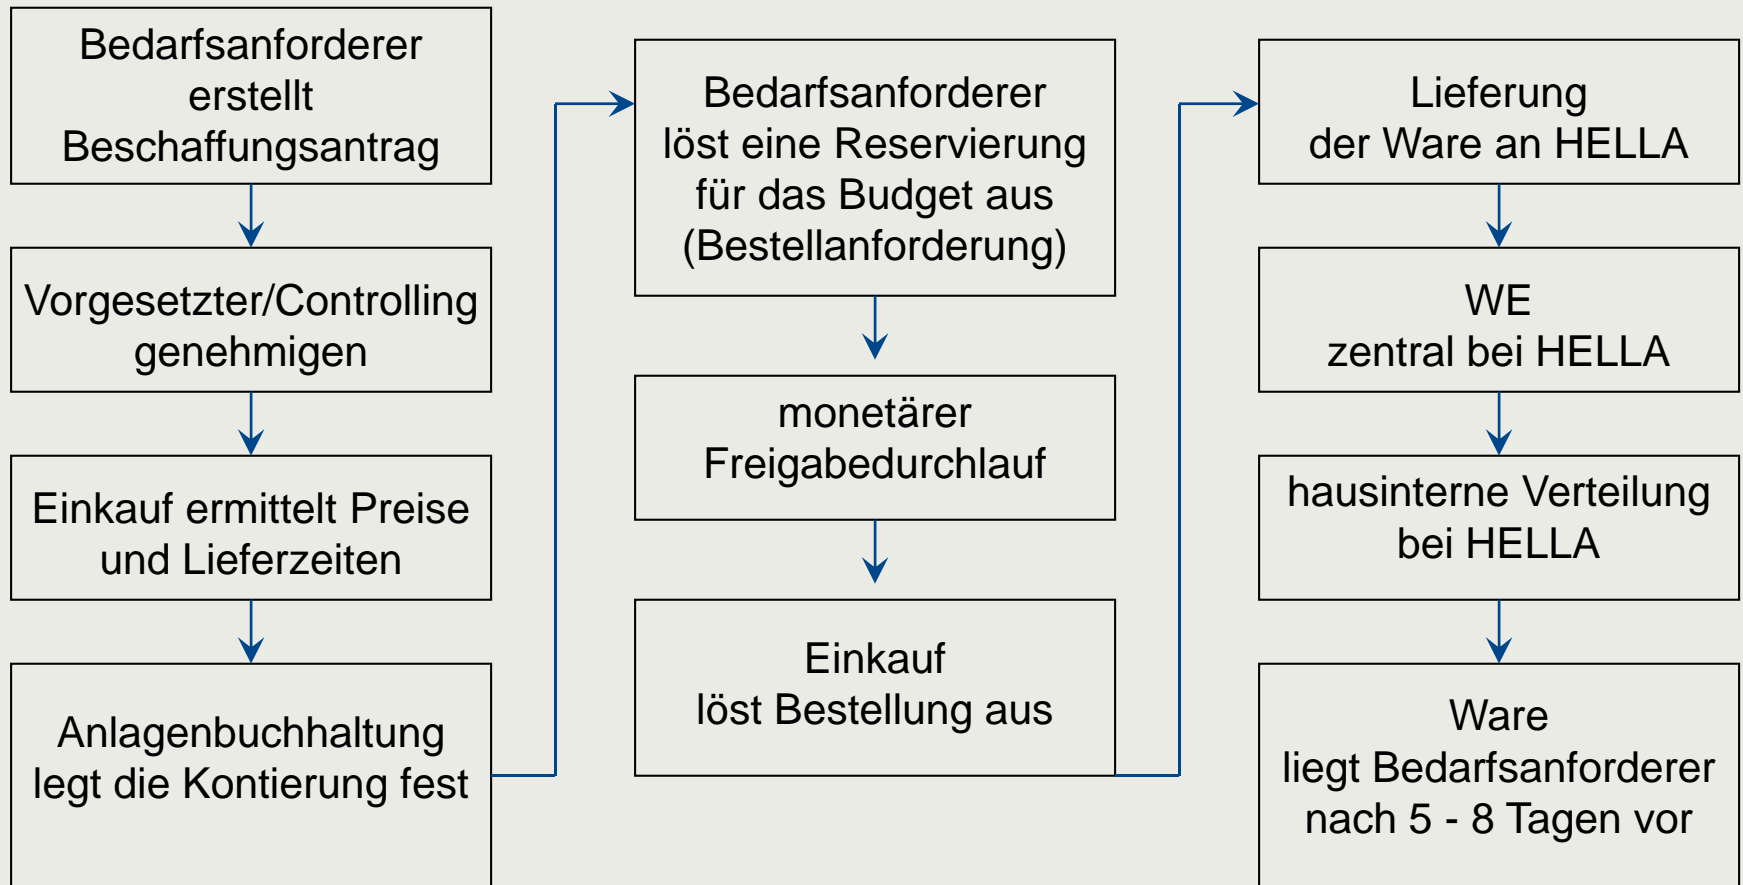 Bedarfsanforderer
erstellt
Beschaffungsantrag
Vorgesetzter/Controlling
genehmigen
Einkauf ermittelt Preise
und Lieferzeiten
Anlagenbuchhaltung
legt die Kontierung fest
Bedarfsanforderer
löst eine Reservierung
für das Budget aus
(Bestellanforderung)
monetärer
Freigabedurchlauf
Einkauf
löst Bestellung aus
Lieferung
der Ware an HELLA
WE
zentral bei HELLA
hausinterne Verteilung
bei HELLA
Ware
liegt Bedarfsanforderer
nach 5 - 8 Tagen vor